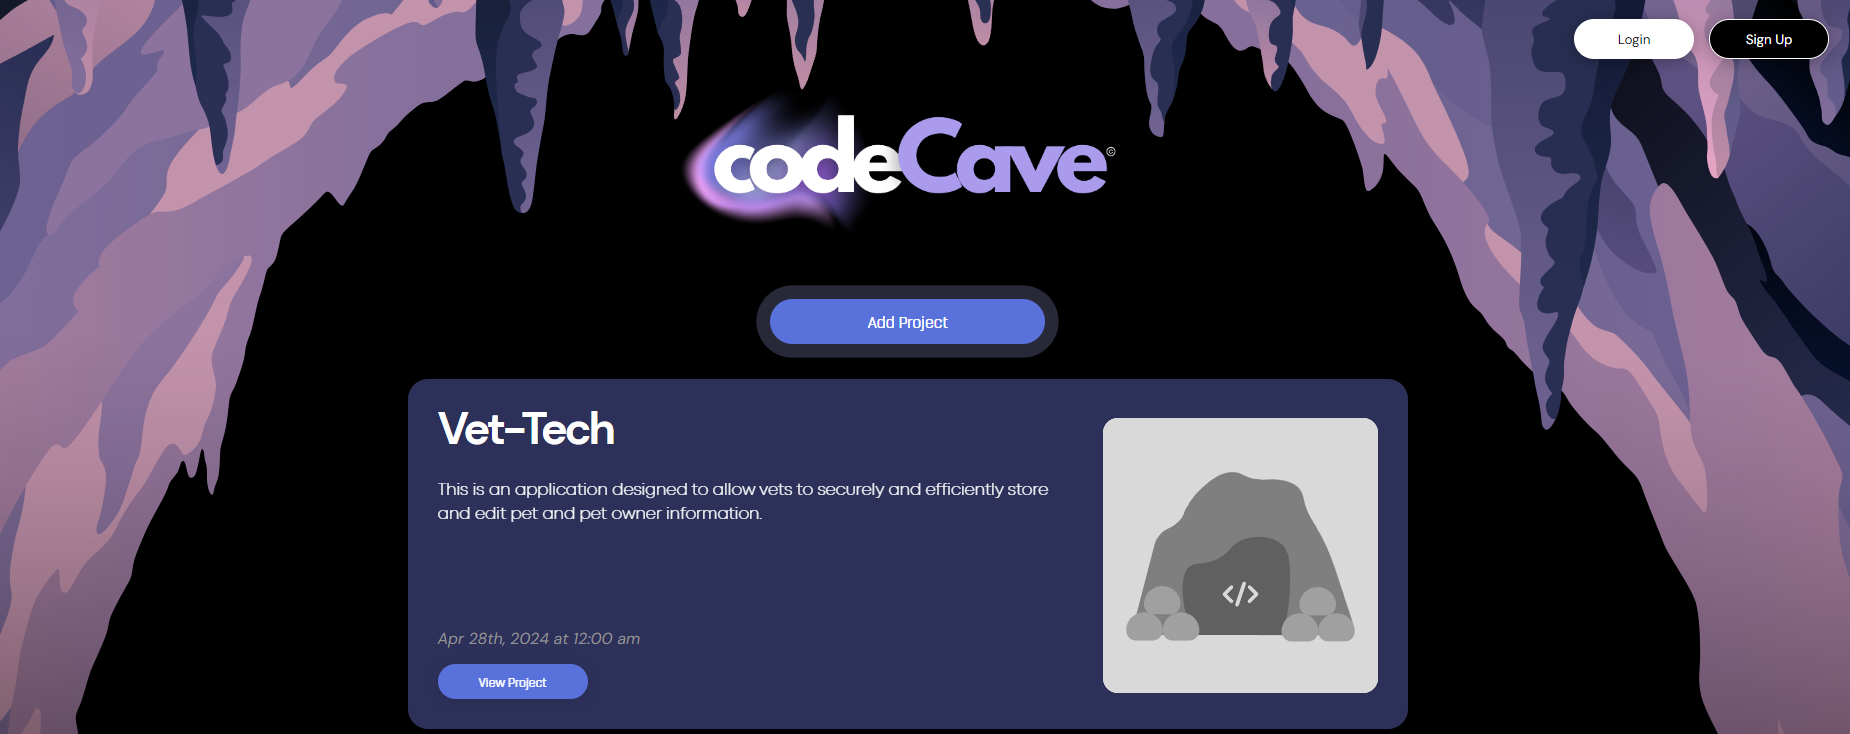 Login
Sign Up
codeCave©
Add Project
Vet-Tech
This is an application designed to allow vets to securely and efficiently store
and edit pet and pet owner information.
</>
Apr 28th, 2024 at 12:00 am
View Project